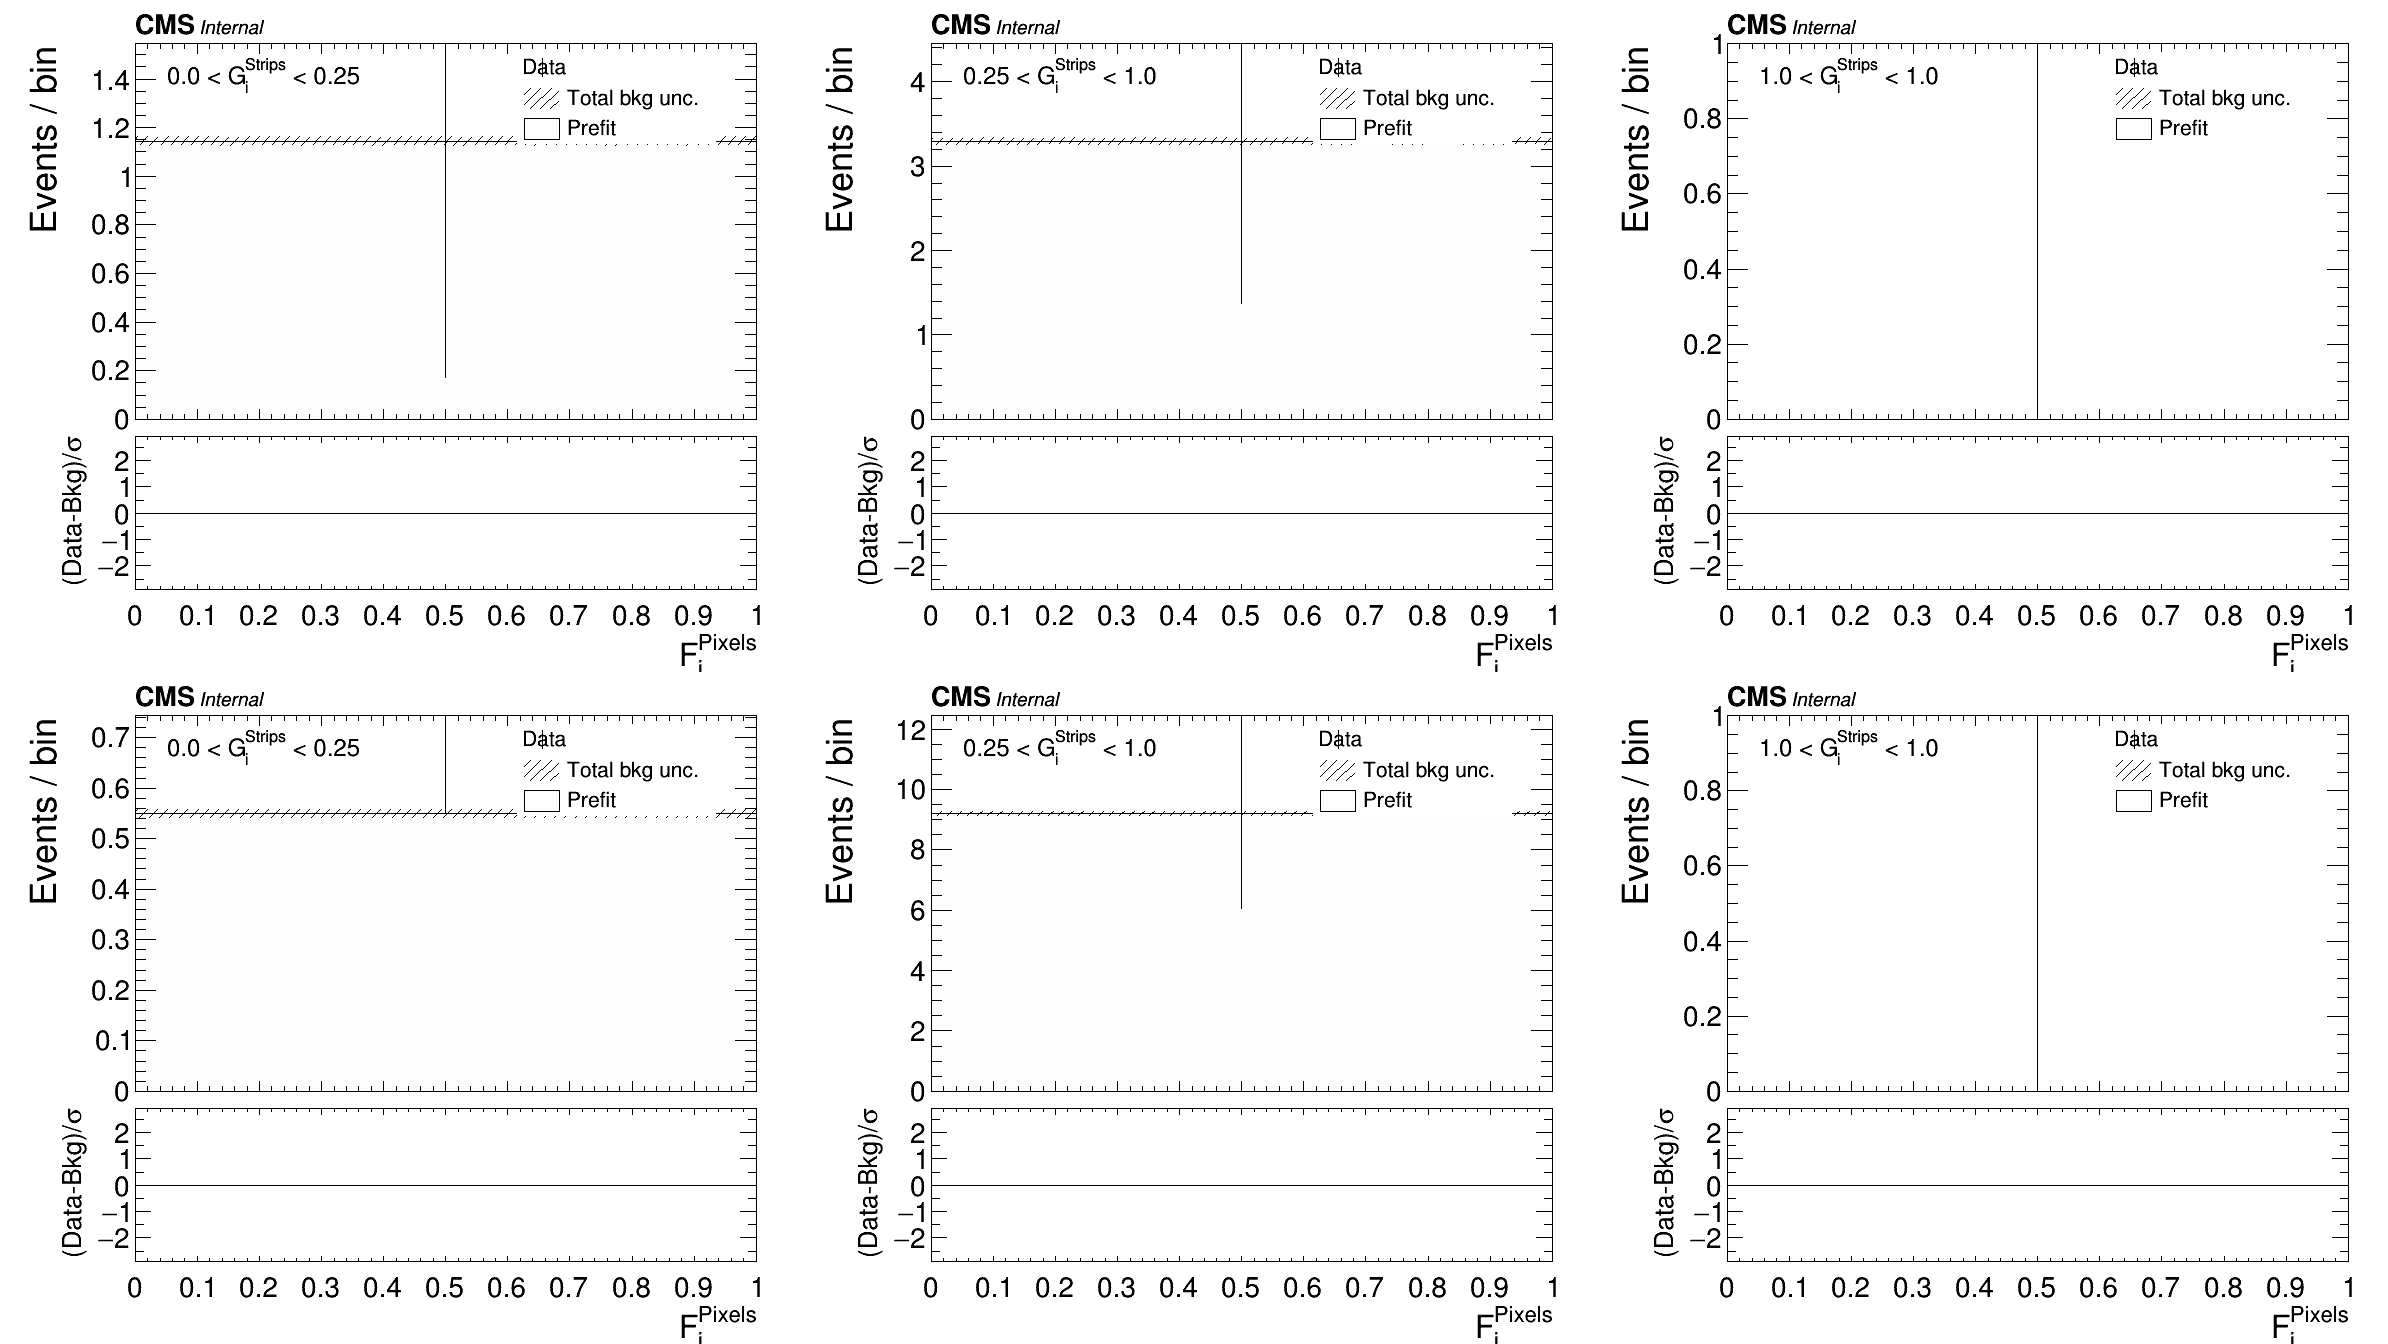 CMS Internal
Events / bin
0.0 < G_i^Strips < 0.25
Data
Total bkg unc.
Prefit
1.4
1.2
1
0.8
0.6
0.4
0.2
0
(Data-Bkg)/σ
2
1
0
−1
−2
0 0.1 0.2 0.3 0.4 0.5 0.6 0.7 0.8 0.9 1
F_i^Pixels
CMS Internal
Events / bin
0.25 < G_i^Strips < 1.0
Data
Total bkg unc.
Prefit
4
3
2
1
0
(Data-Bkg)/σ
2
1
0
−1
−2
0 0.1 0.2 0.3 0.4 0.5 0.6 0.7 0.8 0.9 1
F_i^Pixels
CMS Internal
Events / bin
1.0 < G_i^Strips < 1.0
Data
Total bkg unc.
Prefit
1
0.8
0.6
0.4
0.2
0
(Data-Bkg)/σ
2
1
0
−1
−2
0 0.1 0.2 0.3 0.4 0.5 0.6 0.7 0.8 0.9 1
F_i^Pixels
CMS Internal
Events / bin
0.0 < G_i^Strips < 0.25
Data
Total bkg unc.
Prefit
0.7
0.6
0.5
0.4
0.3
0.2
0.1
0
(Data-Bkg)/σ
2
1
0
−1
−2
0 0.1 0.2 0.3 0.4 0.5 0.6 0.7 0.8 0.9 1
F_i^Pixels
CMS Internal
Events / bin
0.25 < G_i^Strips < 1.0
Data
Total bkg unc.
Prefit
12
10
8
6
4
2
0
(Data-Bkg)/σ
2
1
0
−1
−2
0 0.1 0.2 0.3 0.4 0.5 0.6 0.7 0.8 0.9 1
F_i^Pixels
CMS Internal
Events / bin
1.0 < G_i^Strips < 1.0
Data
Total bkg unc.
Prefit
1
0.8
0.6
0.4
0.2
0
(Data-Bkg)/σ
2
1
0
−1
−2
0 0.1 0.2 0.3 0.4 0.5 0.6 0.7 0.8 0.9 1
F_i^Pixels